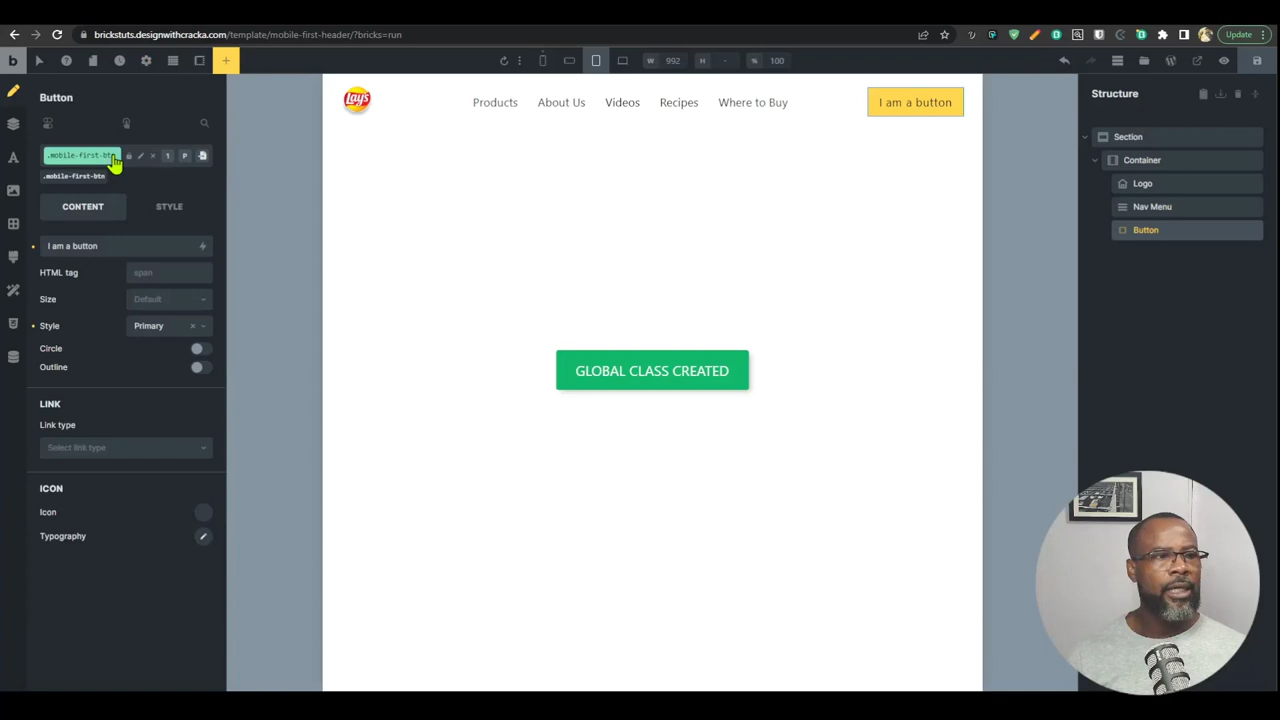 brickstuts.designwithcracka.com/template/mobile-first-header/?bricks=run
Update
b
W 992 H - % 100
Button
.mobile-first-btn
1 P
.mobile-first-btn
CONTENT STYLE
I am a button
HTML tag span
Size Default
Style Primary
Circle
Outline
LINK
Link type
Select link type
ICON
Icon
Typography
Lay's
Products About Us Videos Recipes Where to Buy
I am a button
GLOBAL CLASS CREATED
Structure
Section
Container
Logo
Nav Menu
Button